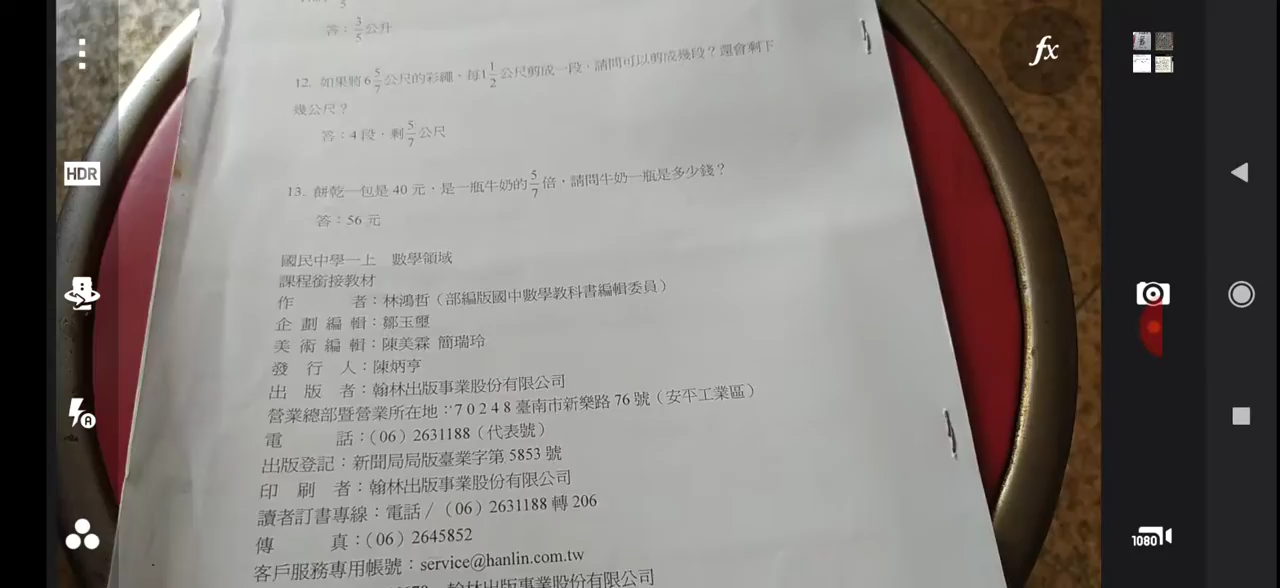 答：3/5公升
12. 如果將6 5/7公尺的彩繩，每1 1/2公尺剪成一段，請問可以剪成幾段？還會剩下
幾公尺？
答：4段，剩5/7公尺
13. 餅乾一包是40元，是一瓶牛奶的5/7倍，請問牛奶一瓶是多少錢？
答：56元
國民中學一上 數學領域
課程銜接教材
作 者：林鴻哲（部編版國中數學教科書編輯委員）
企 劃 編 輯：鄒玉璽
美 術 編 輯：陳美霖 簡瑞玲
發 行 人：陳炳亨
出 版 者：翰林出版事業股份有限公司
營業總部暨營業所在地：70248臺南市新樂路76號（安平工業區）
電 話：(06) 2631188（代表號）
出版登記：新聞局局版臺業字第5853號
印 刷 者：翰林出版事業股份有限公司
讀者訂書專線：電話/（06）2631188轉206
傳 真：(06) 2645852
客戶服務專用帳號：service@hanlin.com.tw
翰林出版事業股份有限公司
HDR
fx
A
1080